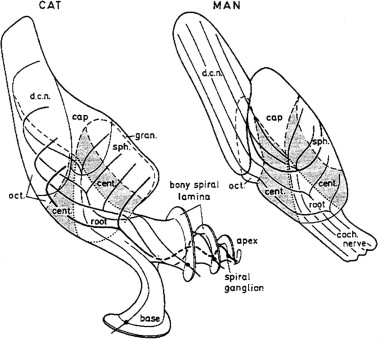 CAT
MAN
d.c.n.
cap
gran.
sph.
cent.
oct.
cent.
root
bony spiral
lamina
apex
spiral
ganglion
base
d.c.n.
cap
sph.
oct.
cent.
cent.
root
coch.
nerve